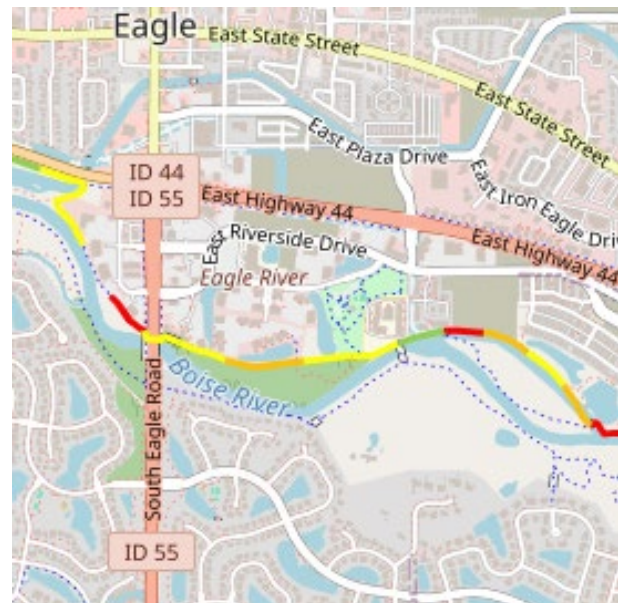 Eagle
East State Street
East State Street
East Plaza Drive
ID 44
ID 55
East Highway 44
East Iron Eagle Driv
East Riverside Drive
East Highway 44
Eagle River
Boise River
South Eagle Road
ID 55